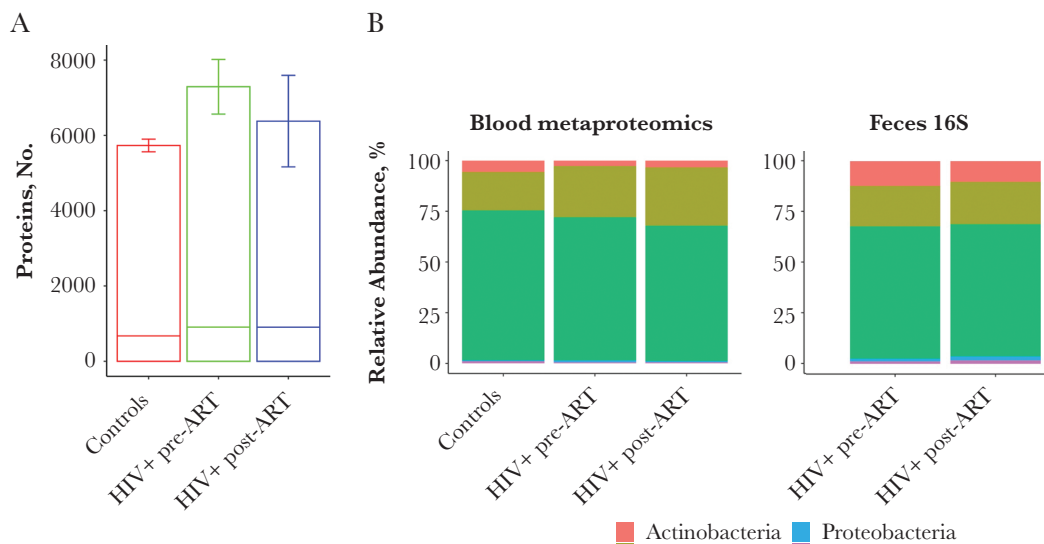 A
Proteins, No.
8000
6000
4000
2000
0
Controls
HIV+ pre-ART
HIV+ post-ART
B
Blood metaproteomics
Feces 16S
Relative Abundance, %
100
75
50
25
0
Controls
HIV+ pre-ART
HIV+ post-ART
100
75
50
25
0
HIV+ pre-ART
HIV+ post-ART
Actinobacteria
Proteobacteria